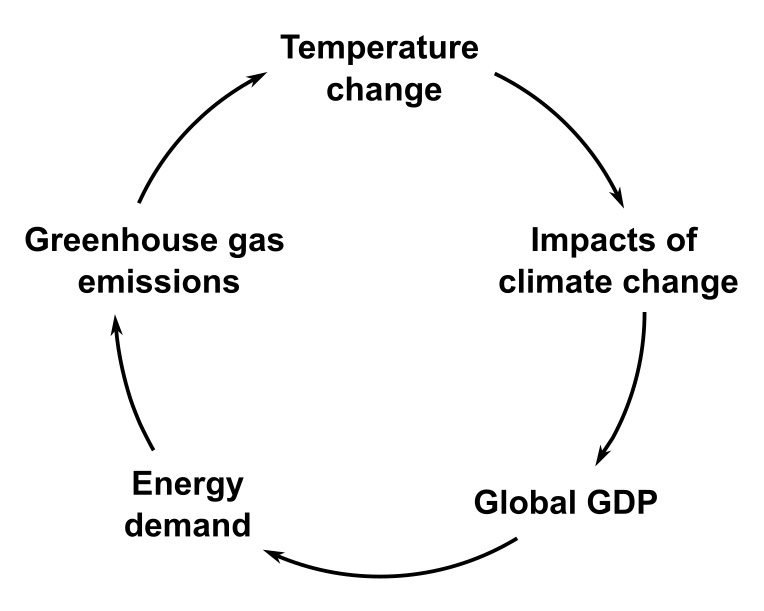 Temperature
change
Impacts of
climate change
Global GDP
Energy
demand
Greenhouse gas
emissions